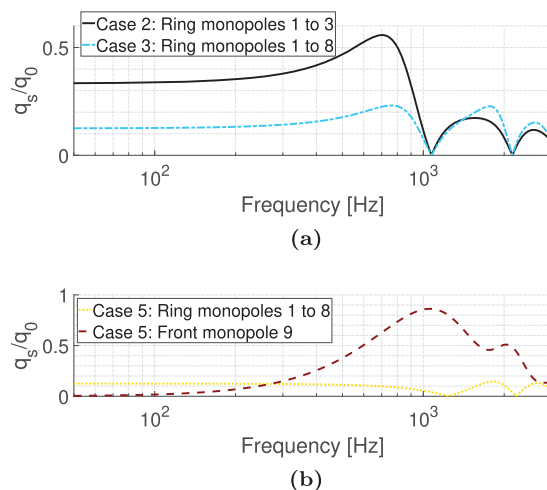 Case 2: Ring monopoles 1 to 3
Case 3: Ring monopoles 1 to 8
0.5
0
q_s/q_0
10^2
10^3
Frequency [Hz]
(a)
Case 5: Ring monopoles 1 to 8
Case 5: Front monopole 9
1
0.5
0
q_s/q_0
10^2
10^3
Frequency [Hz]
(b)